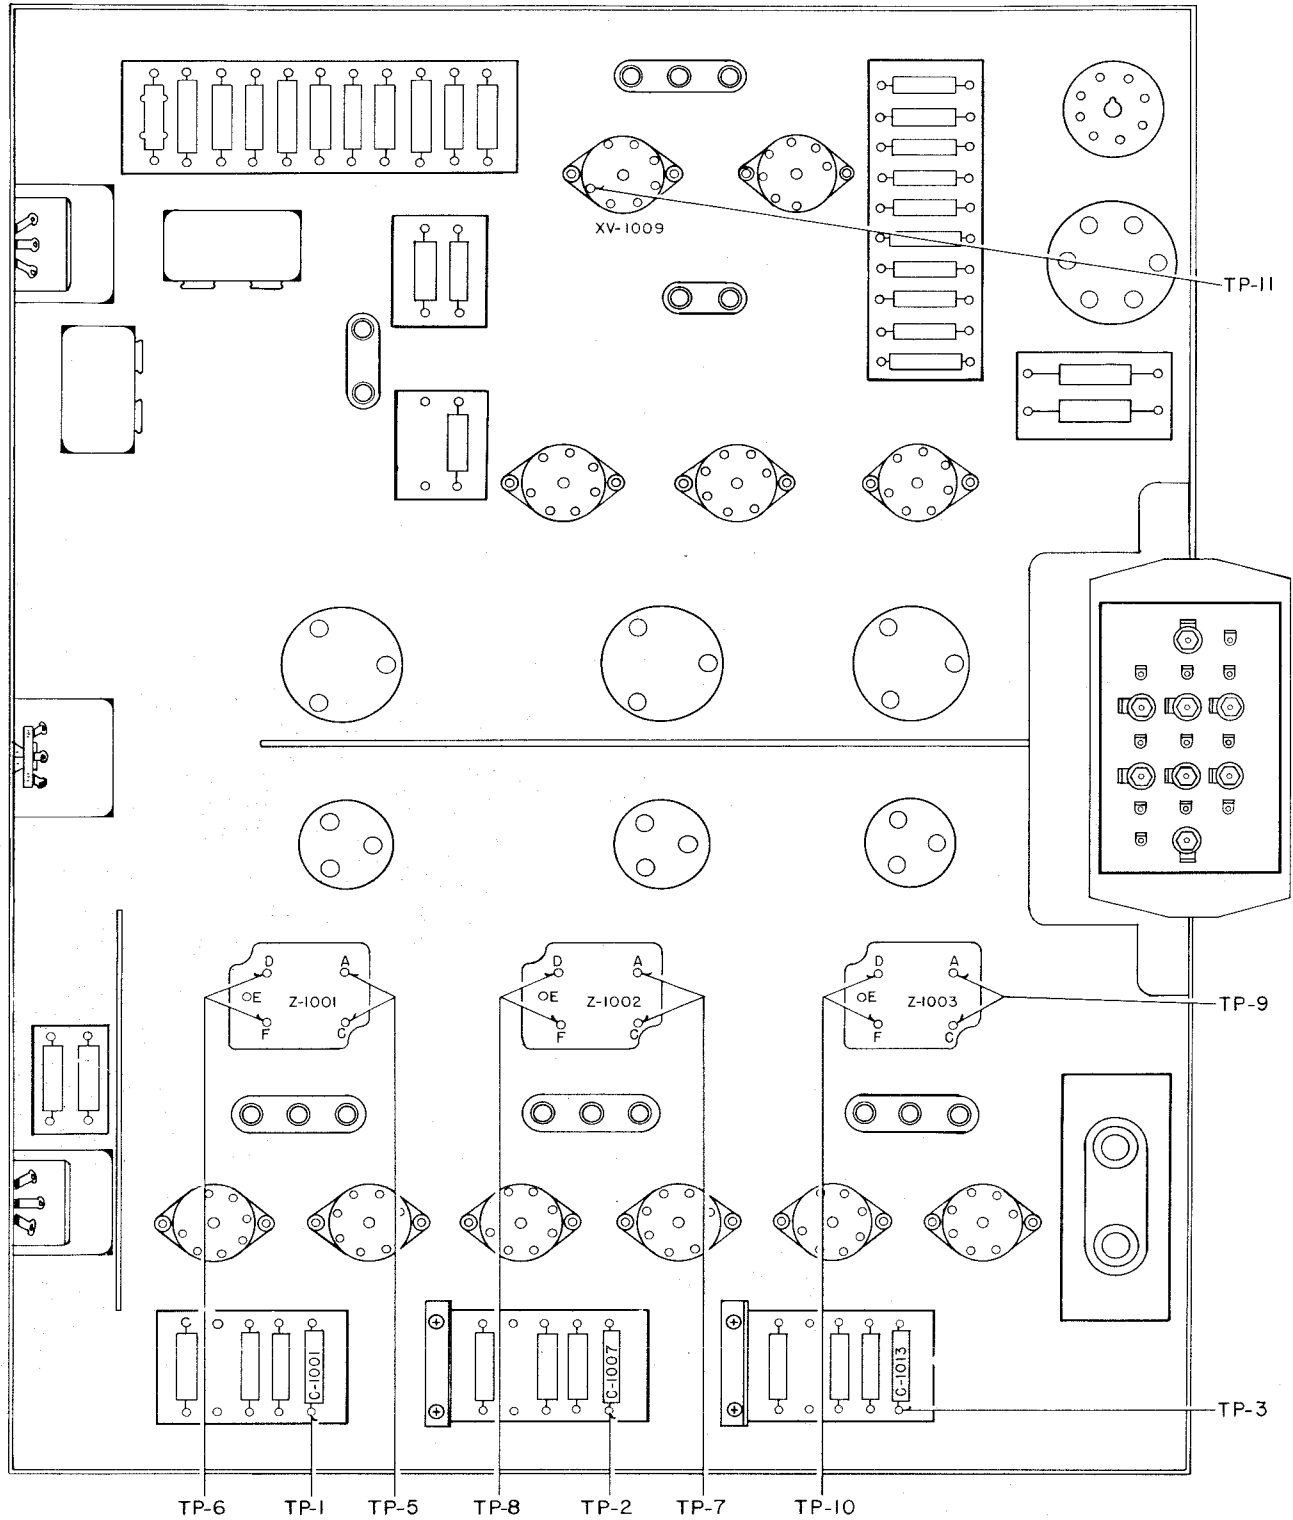 XV-1009
TP-11
D A
E Z-1001
F C
D A
E Z-1002
F C
D A
E Z-1003
F C
TP-9
C-1001
C-1007
C-1013
TP-3
TP-6 TP-1 TP-5 TP-8 TP-2 TP-7 TP-10